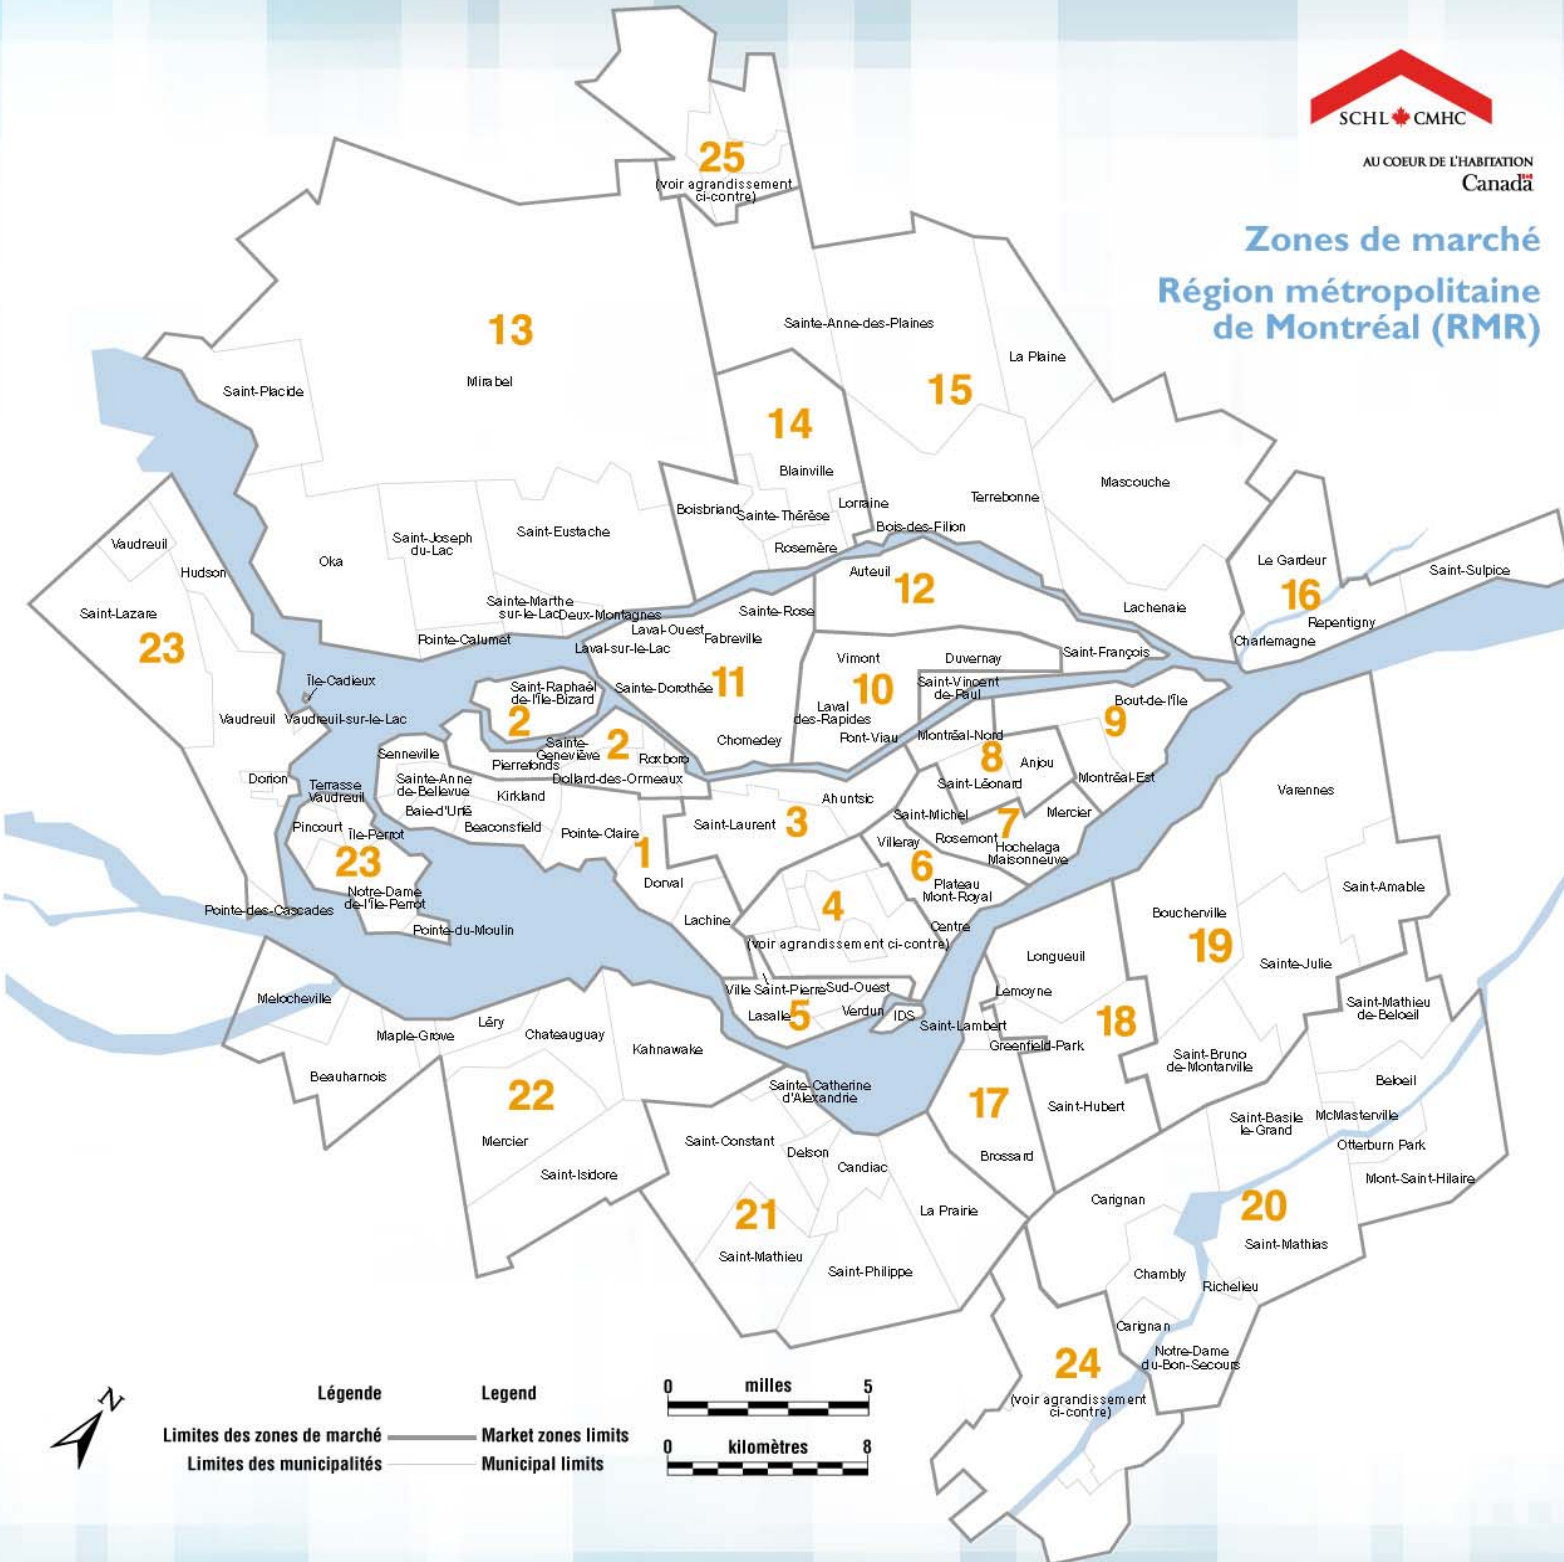 SCHL CMHC
AU COEUR DE L'HABITATION
Canada
Zones de marché
Région métropolitaine
de Montréal (RMR)
25
(voir agrandissement
ci-contre)
13
Mirabel
Saint-Placide
Sainte-Anne-des-Plaines
La Plaine
15
14
Blainville
Mascouche
Terrebonne
Lorraine
Boisbriand
Sainte-Thérèse
Bois-des-Filion
Rosemère
Saint-Eustache
Saint-Joseph
du-Lac
Oka
Sainte-Marthe
sur-le-Lac
Deux-Montagnes
Pointe-Calumet
Vaudreuil
Hudson
Saint-Lazare
23
Le Gardeur
16
Saint-Sulpice
Repentigny
Charlemagne
Lachenaie
Auteuil
12
Sainte-Rose
Laval-Ouest
Fabreville
Laval-sur-le-Lac
Sainte-Dorothée
11
Chomedey
Vimont
Duvernay
Saint-François
10
Saint-Vincent
de-Paul
Laval
des-Rapides
Pont-Viau
Île-Cadieux
Vaudreuil
Vaudreuil-sur-le-Lac
Saint-Raphaël
de-l'Île-Bizard
2
Sainte-
Geneviève
2
Roxboro
Pierrefonds
Dollard-des-Ormeaux
Senneville
Sainte-Anne
de-Bellevue
Kirkland
Baie-d'Urfé
Beaconsfield
Pointe-Claire
1
Dorval
Lachine
Dorion
Terrasse
Vaudreuil
Pincourt
Île-Perrot
23
Notre-Dame
de-l'Île-Perrot
Pointe-des-Cascades
Pointe-du-Moulin
Bout-de-l'Île
9
Montréal-Nord
8
Anjou
Saint-Léonard
Montréal-Est
Ahuntsic
Saint-Laurent
3
Saint-Michel
7
Mercier
Villeray
Rosemont
Hochelaga
Maisonneuve
6
Plateau
Mont-Royal
4
Centre
(voir agrandissement ci-contre)
Ville Saint-Pierre
Sud-Ouest
Lasalle
5
Verdun
IDS
Varennes
Saint-Amable
Boucherville
19
Sainte-Julie
Longueuil
Lemoyne
Saint-Lambert
18
Greenfield-Park
Saint-Mathieu
de-Beloeil
Saint-Bruno
de-Montarville
Beloeil
Saint-Hubert
Saint-Basile
le-Grand
McMasterville
Otterburn Park
Mont-Saint-Hilaire
17
Brossard
Melocheville
Maple-Grove
Léry
Chateauguay
Kahnawake
Beauharnois
22
Mercier
Saint-Isidore
Sainte-Catherine
d'Alexandrie
Saint-Constant
Delson
Candiac
21
La Prairie
Saint-Mathieu
Saint-Philippe
Carignan
20
Saint-Mathias
Chambly
Richelieu
Carignan
Notre-Dame
du-Bon-Secours
24
(voir agrandissement
ci-contre)
N
Légende
Legend
Limites des zones de marché
Market zones limits
Limites des municipalités
Municipal limits
0 milles 5
0 kilomètres 8